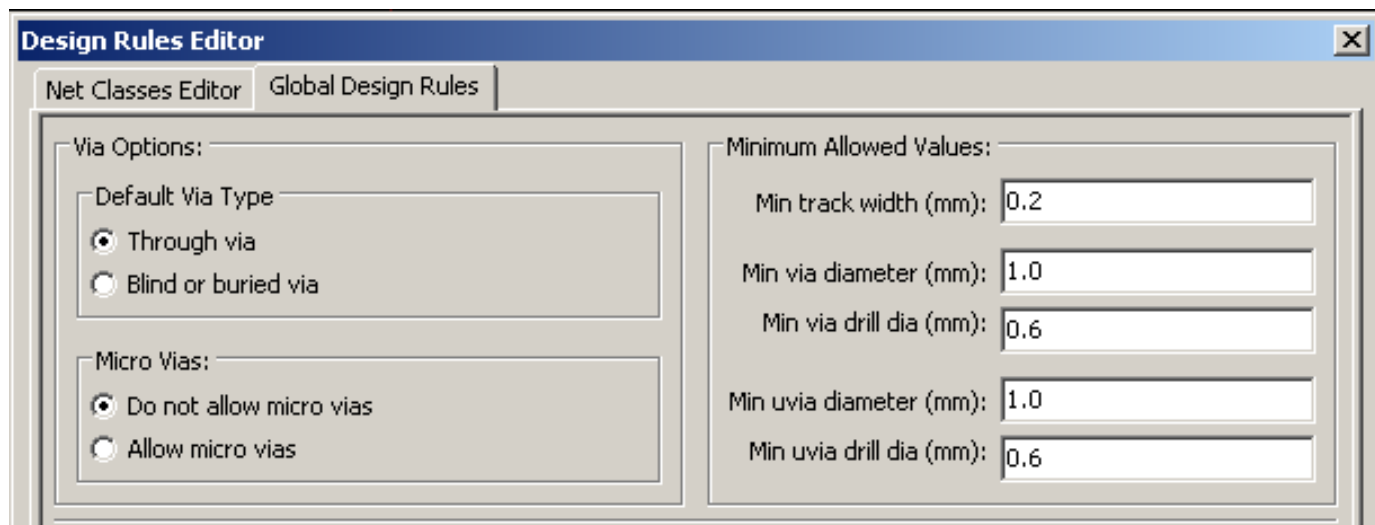 Design Rules Editor
Net Classes Editor
Global Design Rules
Via Options:
Default Via Type
Through via
Blind or buried via
Micro Vias:
Do not allow micro vias
Allow micro vias
Minimum Allowed Values:
Min track width (mm): 0.2
Min via diameter (mm): 1.0
Min via drill dia (mm): 0.6
Min uvia diameter (mm): 1.0
Min uvia drill dia (mm): 0.6